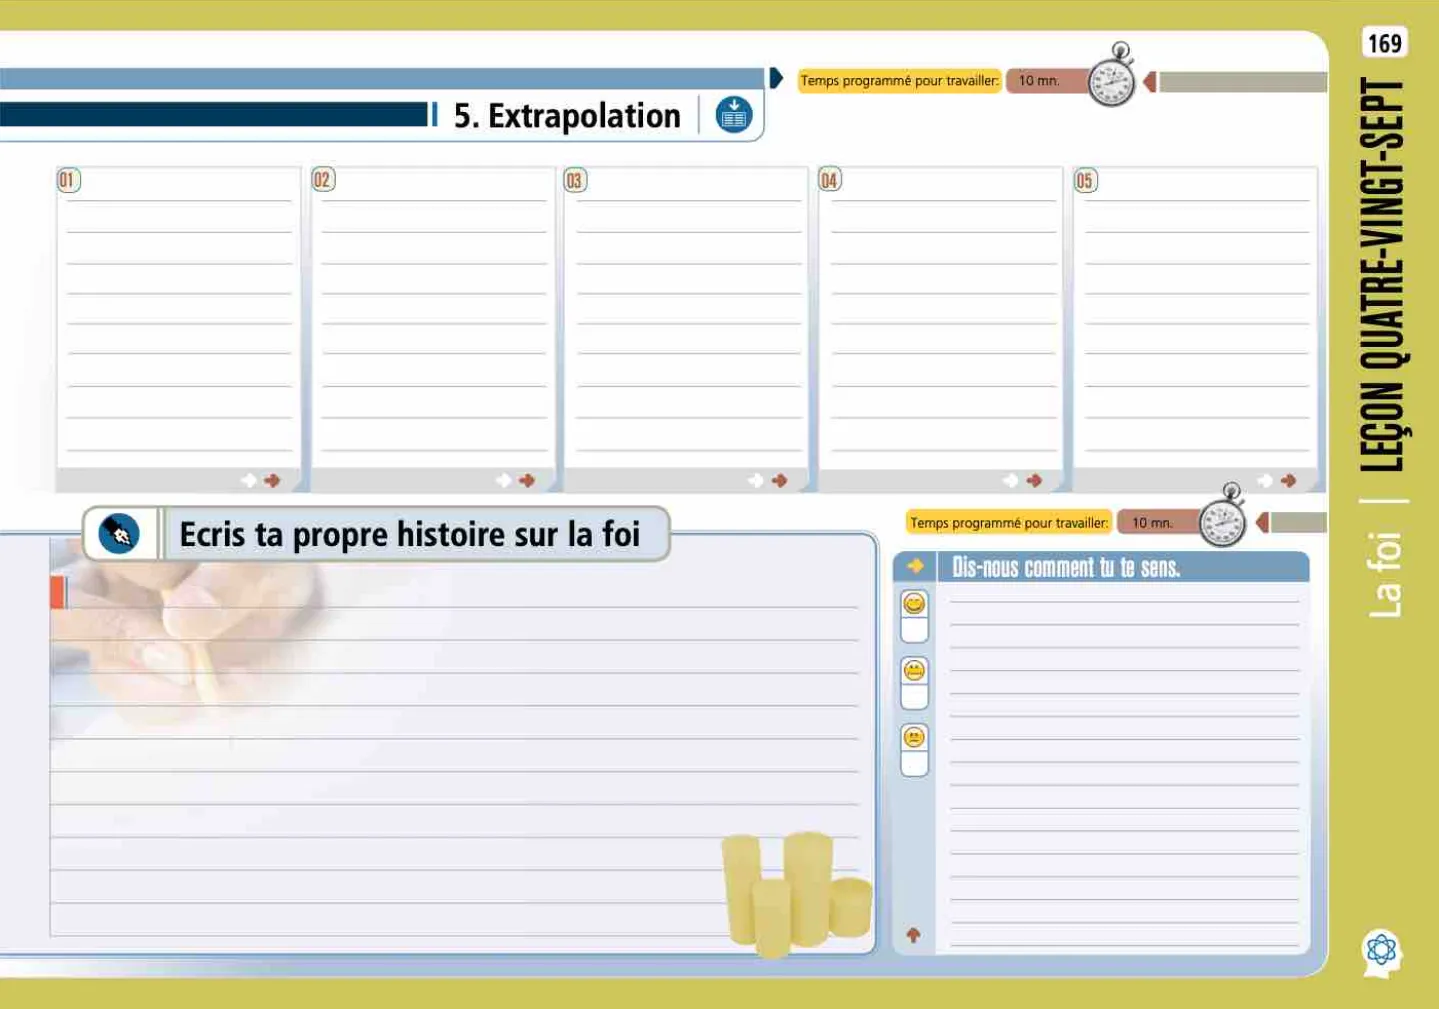 169
Temps programmé pour travailler:
10 mn.
5. Extrapolation
01
02
03
04
05
Ecris ta propre histoire sur la foi
Temps programmé pour travailler:
10 mn.
Dis-nous comment tu te sens.
LEÇON QUATRE-VINGT-SEPT
La foi